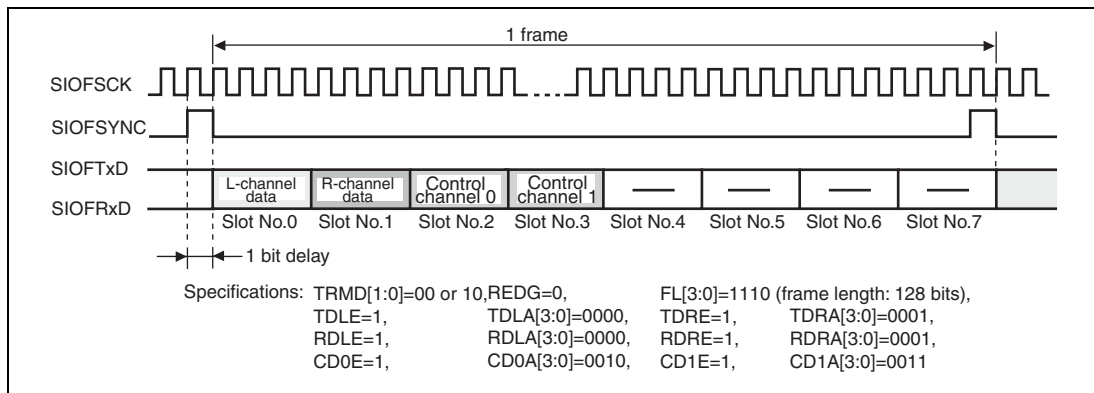 1 frame
SIOFSCK
SIOFSYNC
SIOFTxD
SIOFRxD
L-channel data
R-channel data
Control channel 0
Control channel 1
Slot No.0 Slot No.1 Slot No.2 Slot No.3 Slot No.4 Slot No.5 Slot No.6 Slot No.7
1 bit delay
Specifications: TRMD[1:0]=00 or 10,REDG=0, FL[3:0]=1110 (frame length: 128 bits),
TDLE=1, TDLA[3:0]=0000, TDRE=1, TDRA[3:0]=0001,
RDLE=1, RDLA[3:0]=0000, RDRE=1, RDRA[3:0]=0001,
CD0E=1, CD0A[3:0]=0010, CD1E=1, CD1A[3:0]=0011